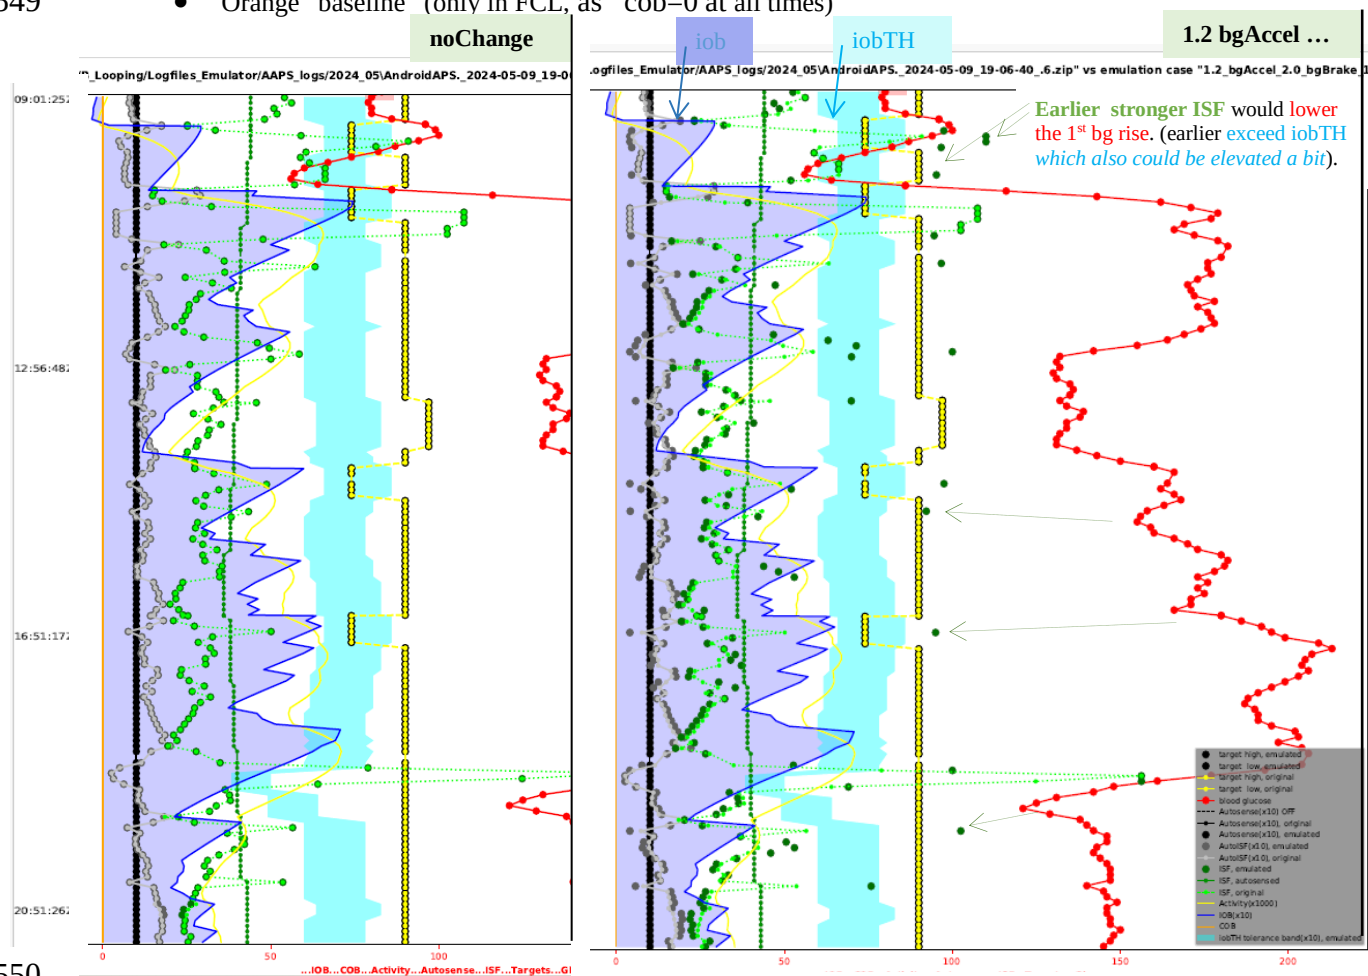 ● Orange "baseline" (only in FCL, as "cob=0 at all times)
noChange
iob
iobTH
1.2 bgAccel …
_Looping/Logfiles_Emulator/AAPS_logs/2024_05\AndroidAPS._2024-05-09_19-0
.ogfiles_Emulator/AAPS_logs/2024_05\AndroidAPS._2024-05-09_19-06-40_.6.zip" vs emulation case "1.2_bgAccel_2.0_bgBrake_1
Earlier stronger ISF would lower
the 1st bg rise. (earlier exceed iobTH
which also could be elevated a bit).
09:01:25
12:56:48
16:51:17
20:51:26
target high, emulated
target low, emulated
target high, original
target low, original
blood glucose
Autosense(x10) OFF
Autosense(x10), original
Autosense(x10), emulated
AutoISF(x10), emulated
AutoISF(x10), original
ISF, emulated
ISF, autosensed
ISF, original
Activity(x1000)
IOB(x10)
COB
iobTH tolerance band(x10), emulated
0 50 100
0 50 100 150 200
...IOB...COB...Activity...Autosense...ISF...Targets...Gl
550